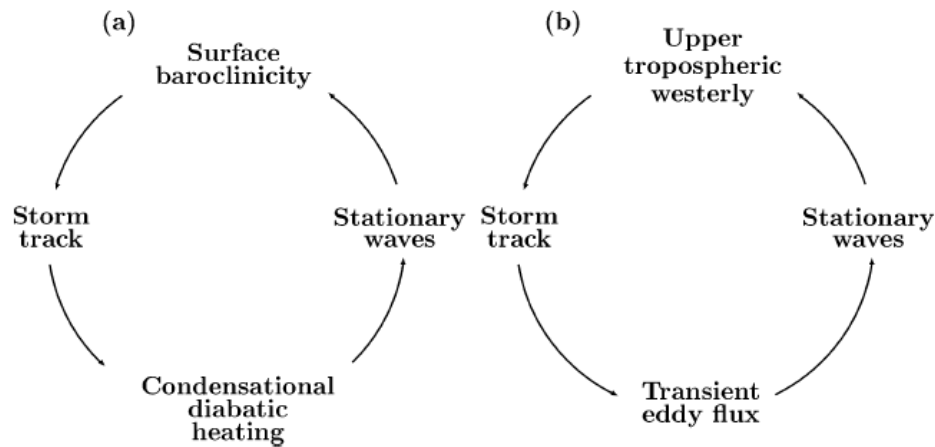 (a)
Surface
baroclinicity
Storm
track
Stationary
waves
Condensational
diabatic
heating
(b)
Upper
tropospheric
westerly
Storm
track
Stationary
waves
Transient
eddy flux